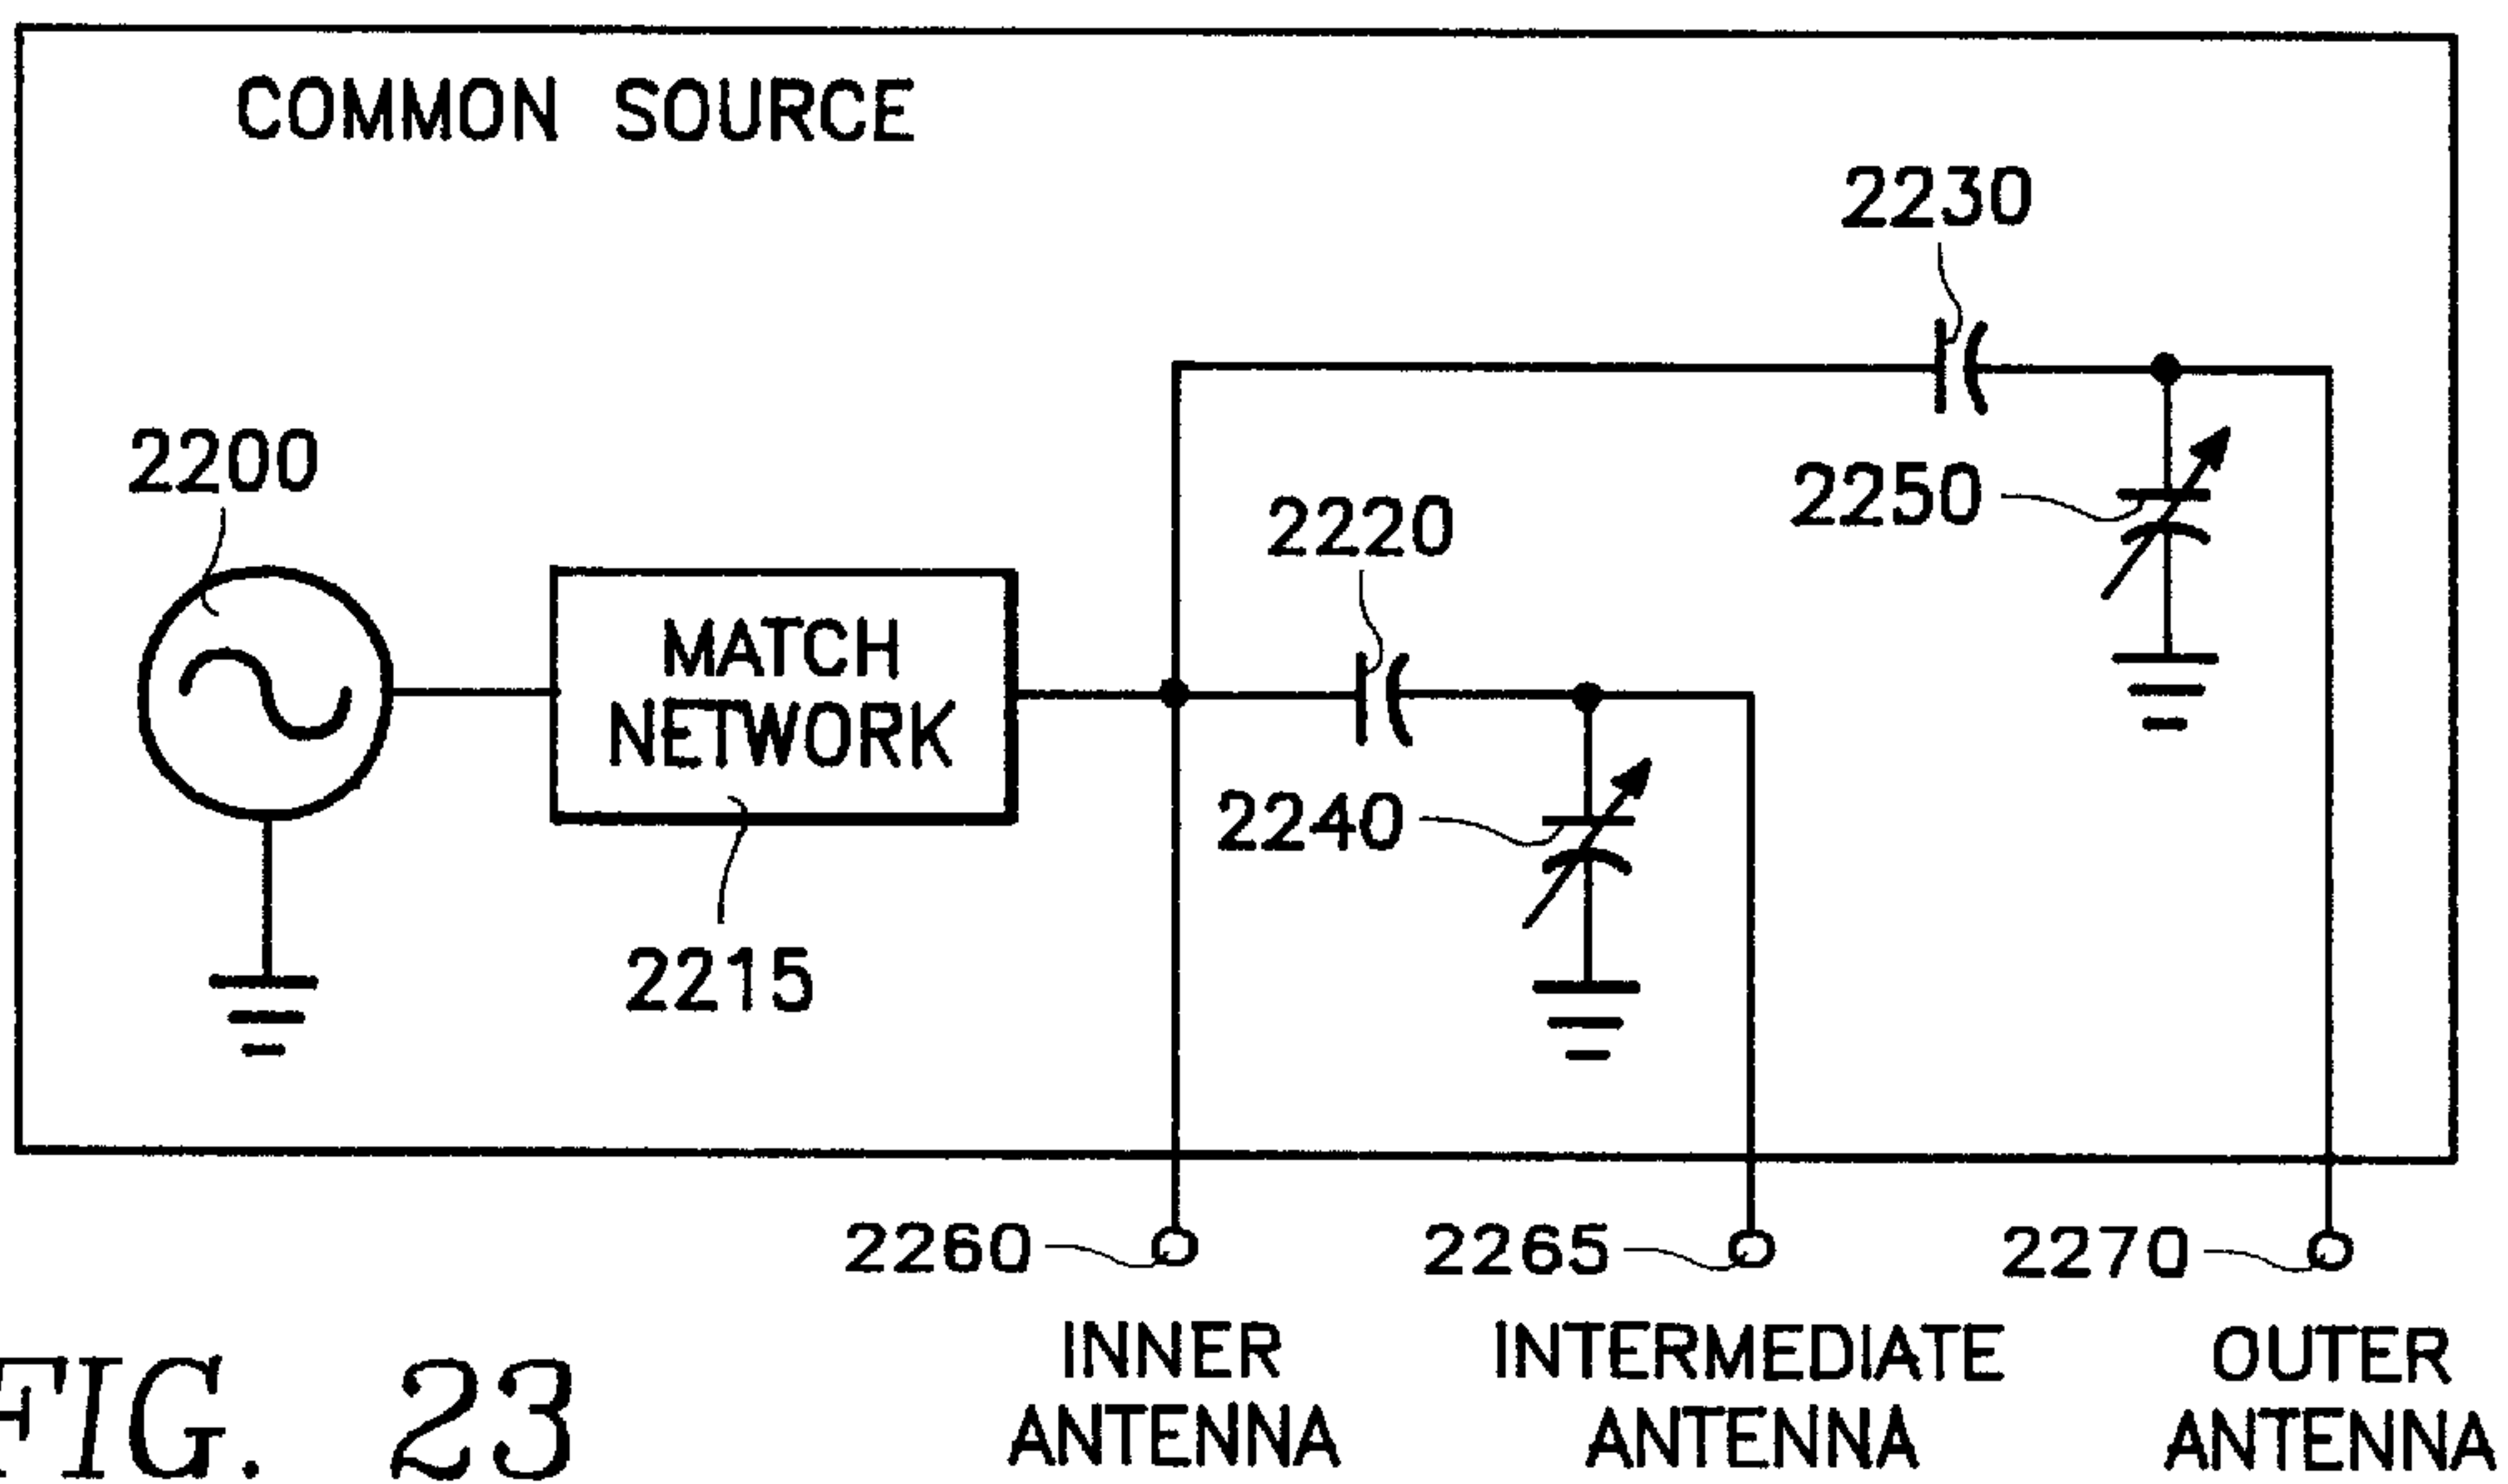 COMMON SOURCE
2230
2200
2250
2220
MATCH
NETWORK
2240
2215
2260
2265
2270
INNER
ANTENNA
INTERMEDIATE
ANTENNA
OUTER
ANTENNA
FIG. 23